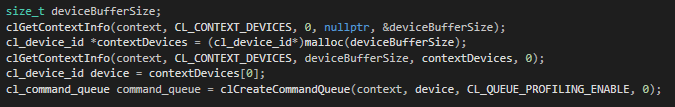 size_t deviceBufferSize;
clGetContextInfo(context, CL_CONTEXT_DEVICES, 0, nullptr, &deviceBufferSize);
cl_device_id *contextDevices = (cl_device_id*)malloc(deviceBufferSize);
clGetContextInfo(context, CL_CONTEXT_DEVICES, deviceBufferSize, contextDevices, 0);
cl_device_id device = contextDevices[0];
cl_command_queue command_queue = clCreateCommandQueue(context, device, CL_QUEUE_PROFILING_ENABLE, 0);